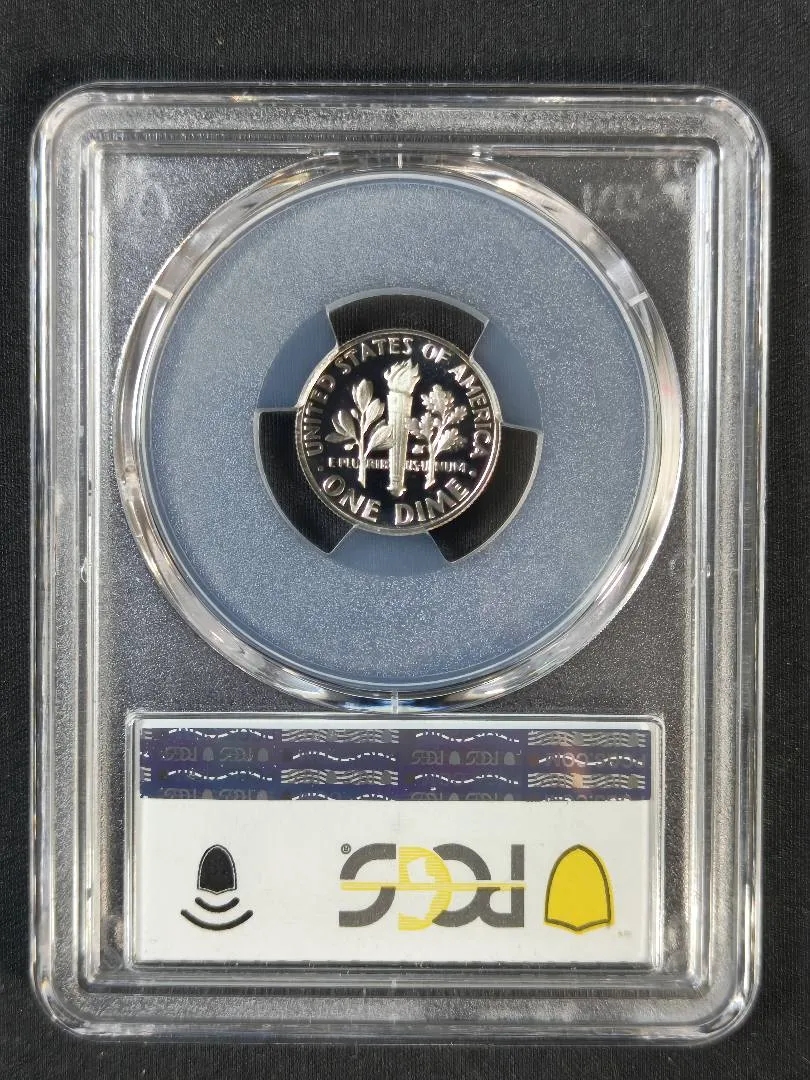 UNITED STATES OF AMERICA
E PLURIBUS UNUM
ONE DIME
PCGS®